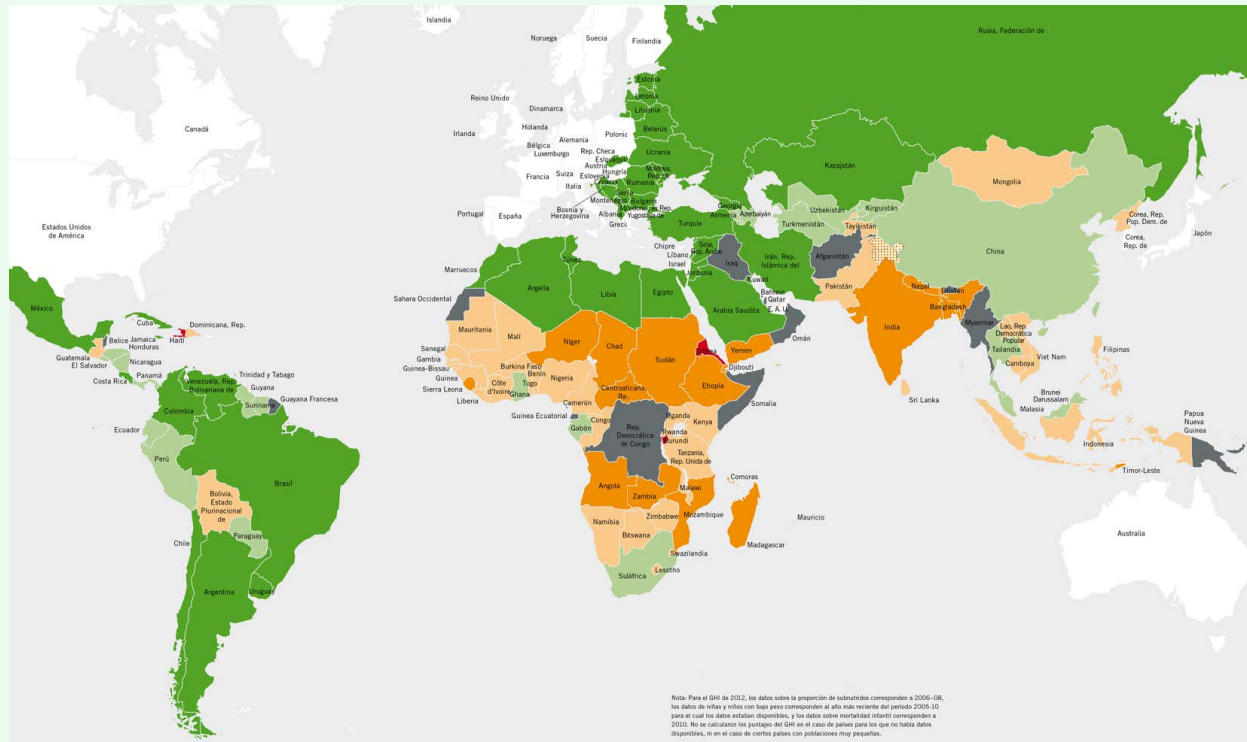 Islandia
Noruega
Suecia
Finlandia
Rusia, Federación de
Estonia
Letonia
Lituania
Reino Unido
Dinamarca
Irlanda
Holanda
Bélgica
Luxemburgo
Alemania
Polonia
Belarús
Rep. Checa
Ucrania
Austria
Eslovaquia
Francia
Suiza
Eslovenia
Hungría
Moldova,
Rep. de
Italia
Croacia
Rumania
Serbia
Montenegro
Bulgaria
Bosnia y
Herzegovina
Albania
Macedonia, ex Rep.
Yugoslava de
Grecia
Portugal
España
Canadá
Estados Unidos
de América
Kazajstán
Mongolia
Georgia
Armenia
Azerbaiyán
Uzbekistán
Kirguistán
Turkmenistán
Tayikistán
Turquía
China
Corea, Rep.
Pop. Dem. de
Corea,
Rep. de
Japón
Chipre
Líbano
Israel
Siria,
Rep. Árabe
Jordania
Iraq
Irán, Rep.
Islámica del
Afganistán
Kuwait
Bahrein
Qatar
E. A. U.
Pakistán
Nepal
Bután
Bangladesh
India
Myanmar
Marruecos
Túnez
Argelia
Libia
Egipto
Arabia Saudita
Omán
Sahara Occidental
México
Cuba
Dominicana, Rep.
Haití
Belice
Jamaica
Honduras
Guatemala
El Salvador
Nicaragua
Costa Rica
Panamá
Trinidad y Tabago
Venezuela, Rep.
Bolivariana de
Guyana
Suriname
Guayana Francesa
Colombia
Ecuador
Perú
Brasil
Bolivia,
Estado
Plurinacional
de
Paraguay
Chile
Argentina
Uruguay
Mauritania
Malí
Níger
Chad
Sudán
Yemen
Djibouti
Senegal
Gambia
Guinea-Bissau
Guinea
Sierra Leona
Liberia
Burkina Faso
Benín
Côte
d'Ivoire
Togo
Ghana
Nigeria
Centroafricana,
Re.
Etiopía
Somalia
Camerún
Guinea Ecuatorial
Gabón
Congo
Rep.
Democrática
de Congo
Uganda
Kenya
Rwanda
Burundi
Tanzania,
Rep. Unida de
Comoras
Angola
Zambia
Malawi
Mozambique
Zimbabwe
Namibia
Botswana
Madagascar
Mauricio
Swazilandia
Lesotho
Suláfrica
Lao, Rep.
Democrática
Popular
Tailandia
Viet Nam
Camboya
Filipinas
Sri Lanka
Brunei
Darussalam
Malasia
Indonesia
Papua
Nueva
Guinea
Timor-Leste
Australia
Nota: Para el GHI de 2012, los datos sobre la proporción de subnutridos corresponden a 2006–08,
los datos de niñas y niños con bajo peso corresponden al año más reciente del periodo 2005-10
para el cual los datos estaban disponibles, y los datos sobre mortalidad infantil corresponden a
2010. No se calcularon los puntajes del GHI en el caso de países para los que no había datos
disponibles, ni en el caso de ciertos países con poblaciones muy pequeñas.